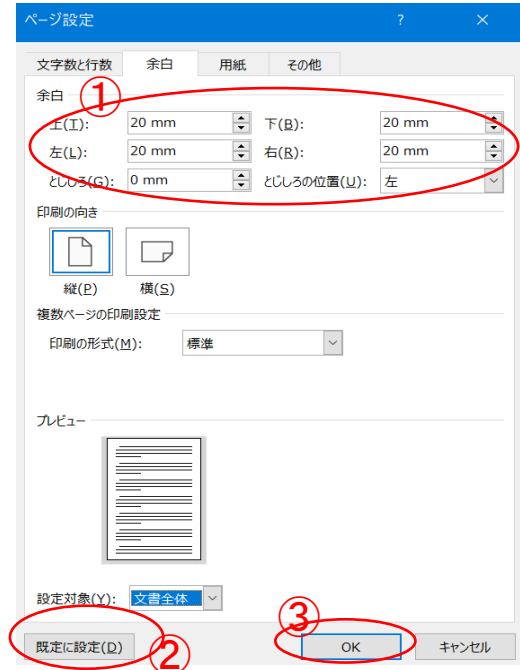 ページ設定 ? ×
文字数と行数 余白 用紙 その他
余白 ①
上(T): 20 mm 下(B): 20 mm
左(L): 20 mm 右(R): 20 mm
とじしろ(G): 0 mm とじしろの位置(U): 左
印刷の向き
縦(P) 横(S)
複数ページの印刷設定
印刷の形式(M): 標準
プレビュー
設定対象(Y): 文書全体
③
既定に設定(D) ② OK キャンセル